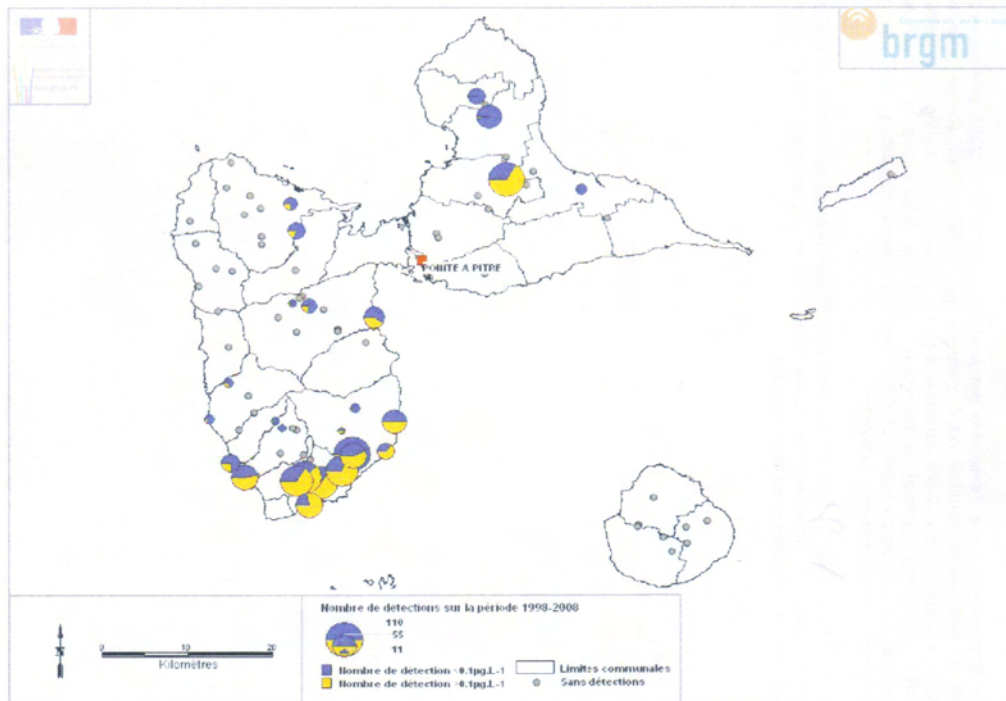 brgm
POINTE A PITRE
Nombre de détections sur la période 1998-2008
110
55
11
Nombre de détection <0.1µg.L-1
Limites communales
Nombre de détection >0.1µg.L-1
Sans détections
0 10 20
Kilomètres